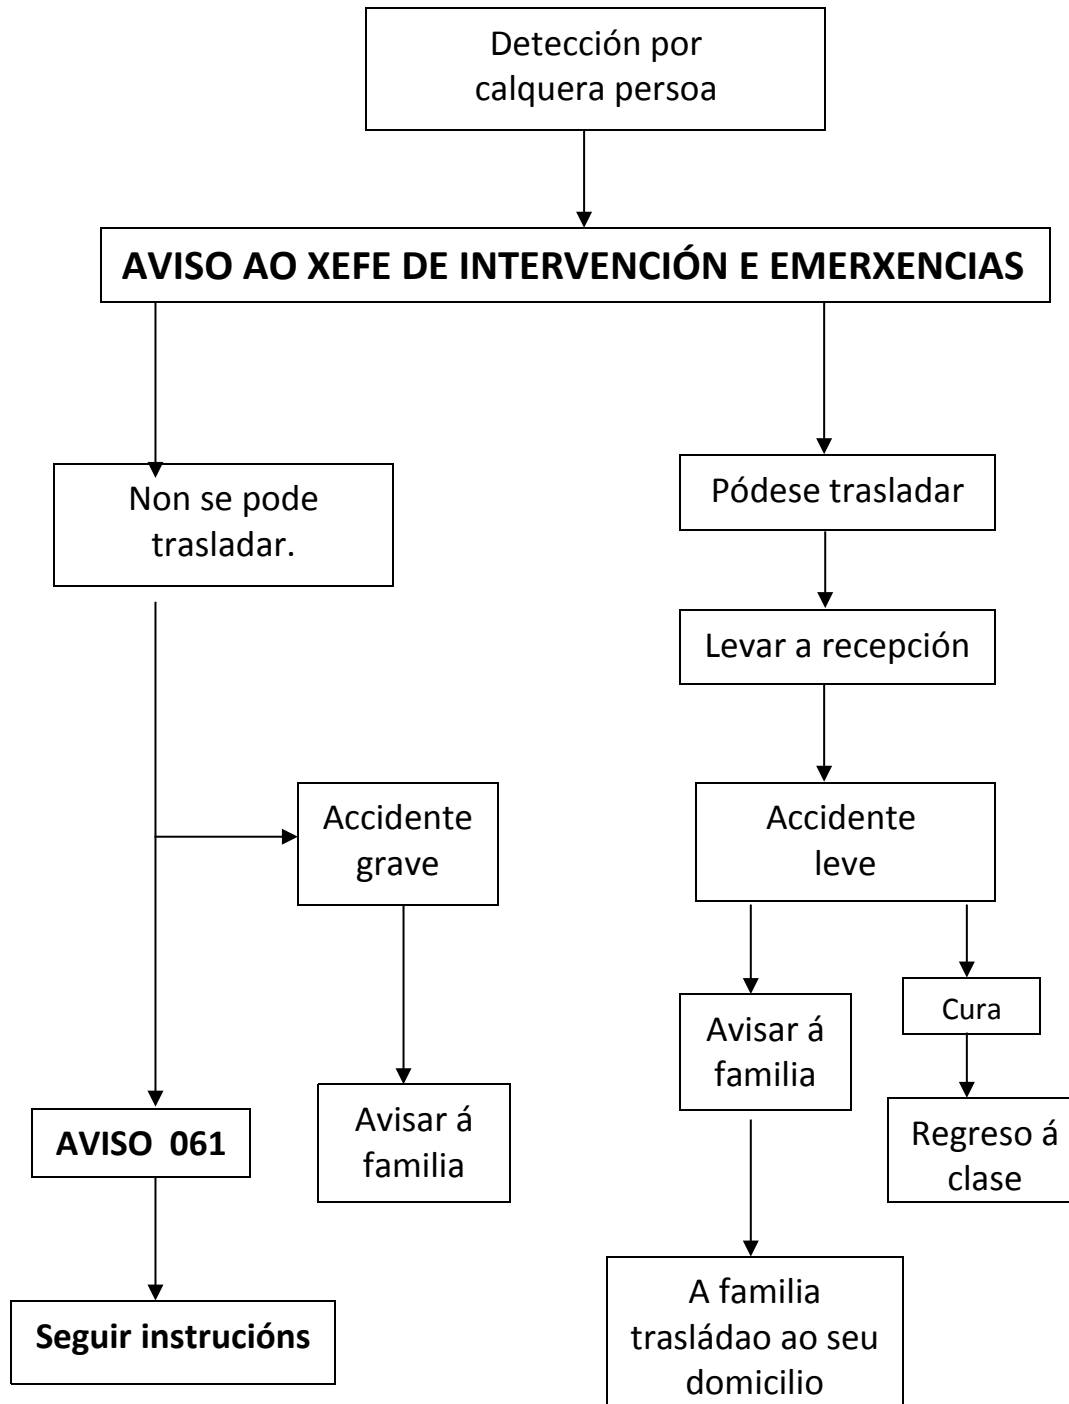 Detección por
calquera persoa
AVISO AO XEFE DE INTERVENCIÓN E EMERXENCIAS
Non se pode
trasladar.
Pódese trasladar
Levar a recepción
Accidente
grave
Accidente
leve
Avisar á
familia
Cura
Avisar á
familia
AVISO  061
Regreso á
clase
Seguir instrucións
A familia
trasládao ao seu
domicilio